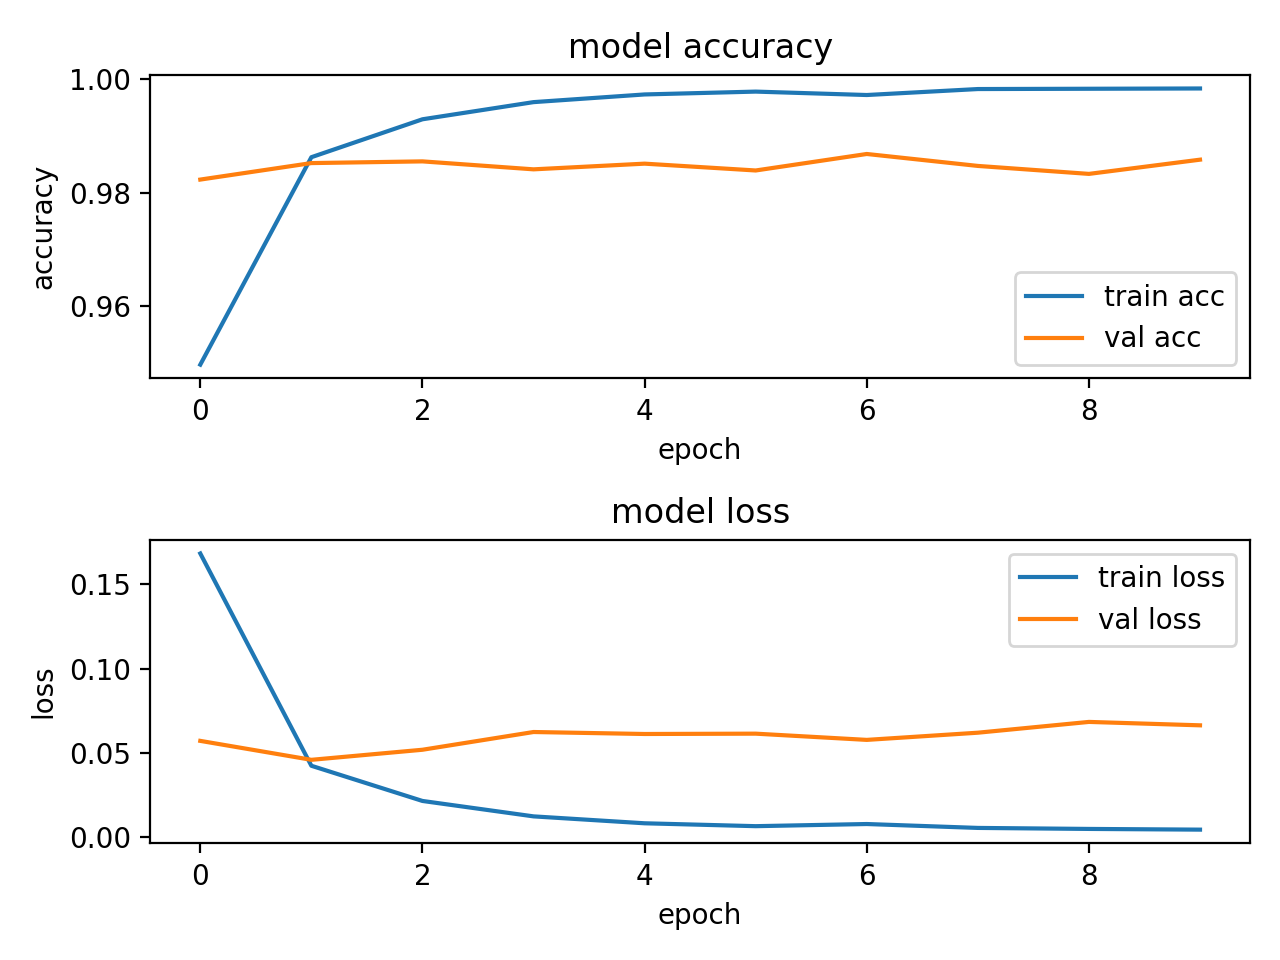 model accuracy
1.00
0.98
0.96
accuracy
train acc
val acc
0 2 4 6 8
epoch
model loss
0.15
0.10
0.05
0.00
loss
train loss
val loss
0 2 4 6 8
epoch